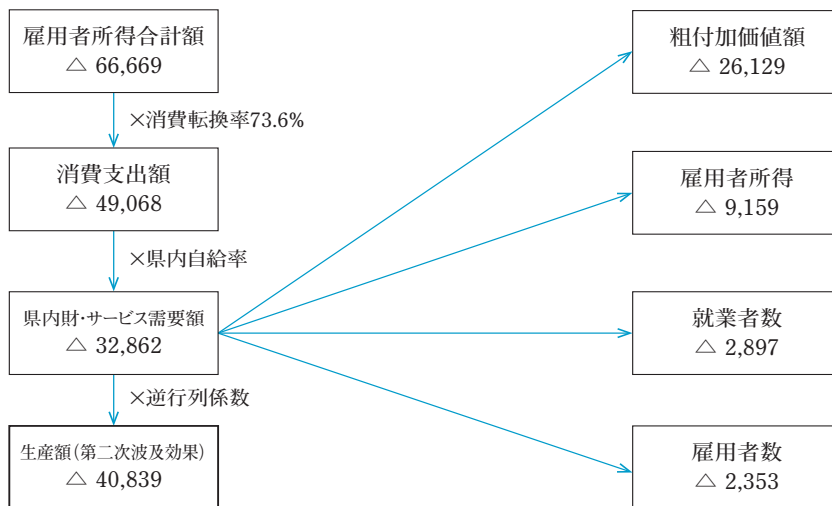 雇用者所得合計額
△ 66,669
×消費転換率73.6%
消費支出額
△ 49,068
×県内自給率
県内財・サービス需要額
△ 32,862
×逆行列係数
生産額(第二次波及効果)
△ 40,839
粗付加価値額
△ 26,129
雇用者所得
△ 9,159
就業者数
△ 2,897
雇用者数
△ 2,353